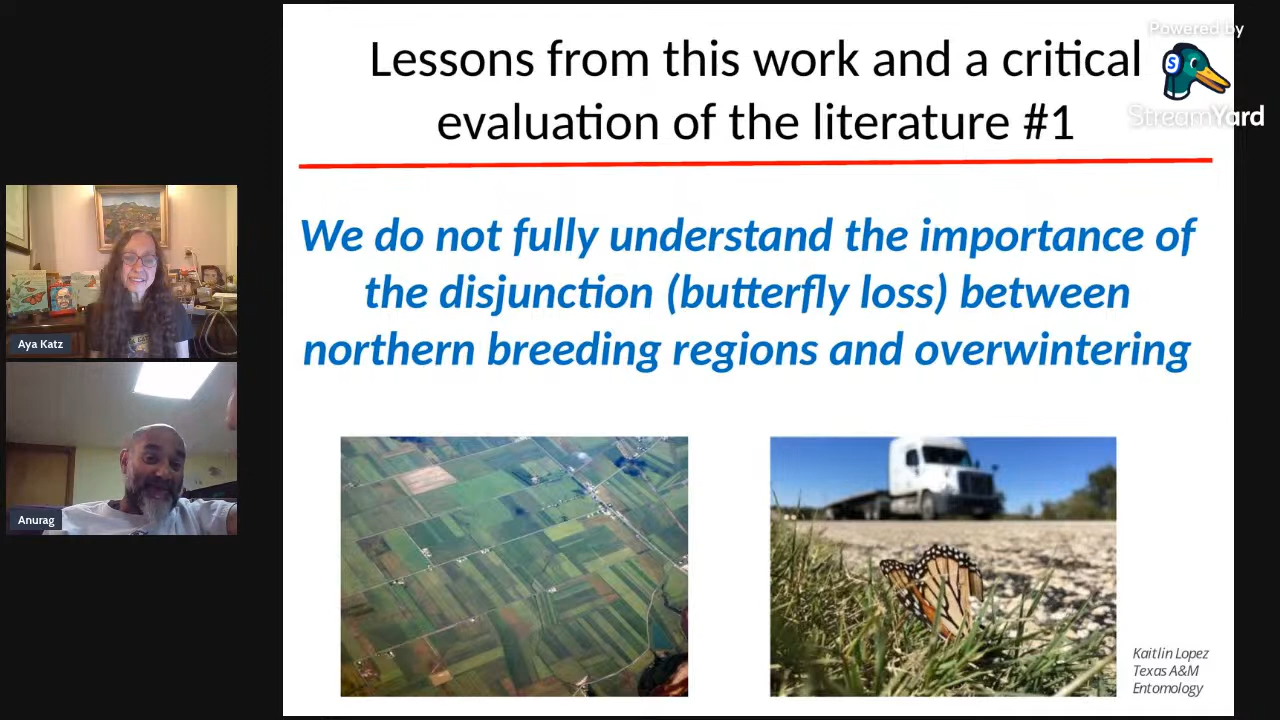 Lessons from this work and a critical
evaluation of the literature #1
Powered by
S
StreamYard
We do not fully understand the importance of
the disjunction (butterfly loss) between
northern breeding regions and overwintering
Aya Katz
Anurag
Kaitlin Lopez
Texas A&M
Entomology